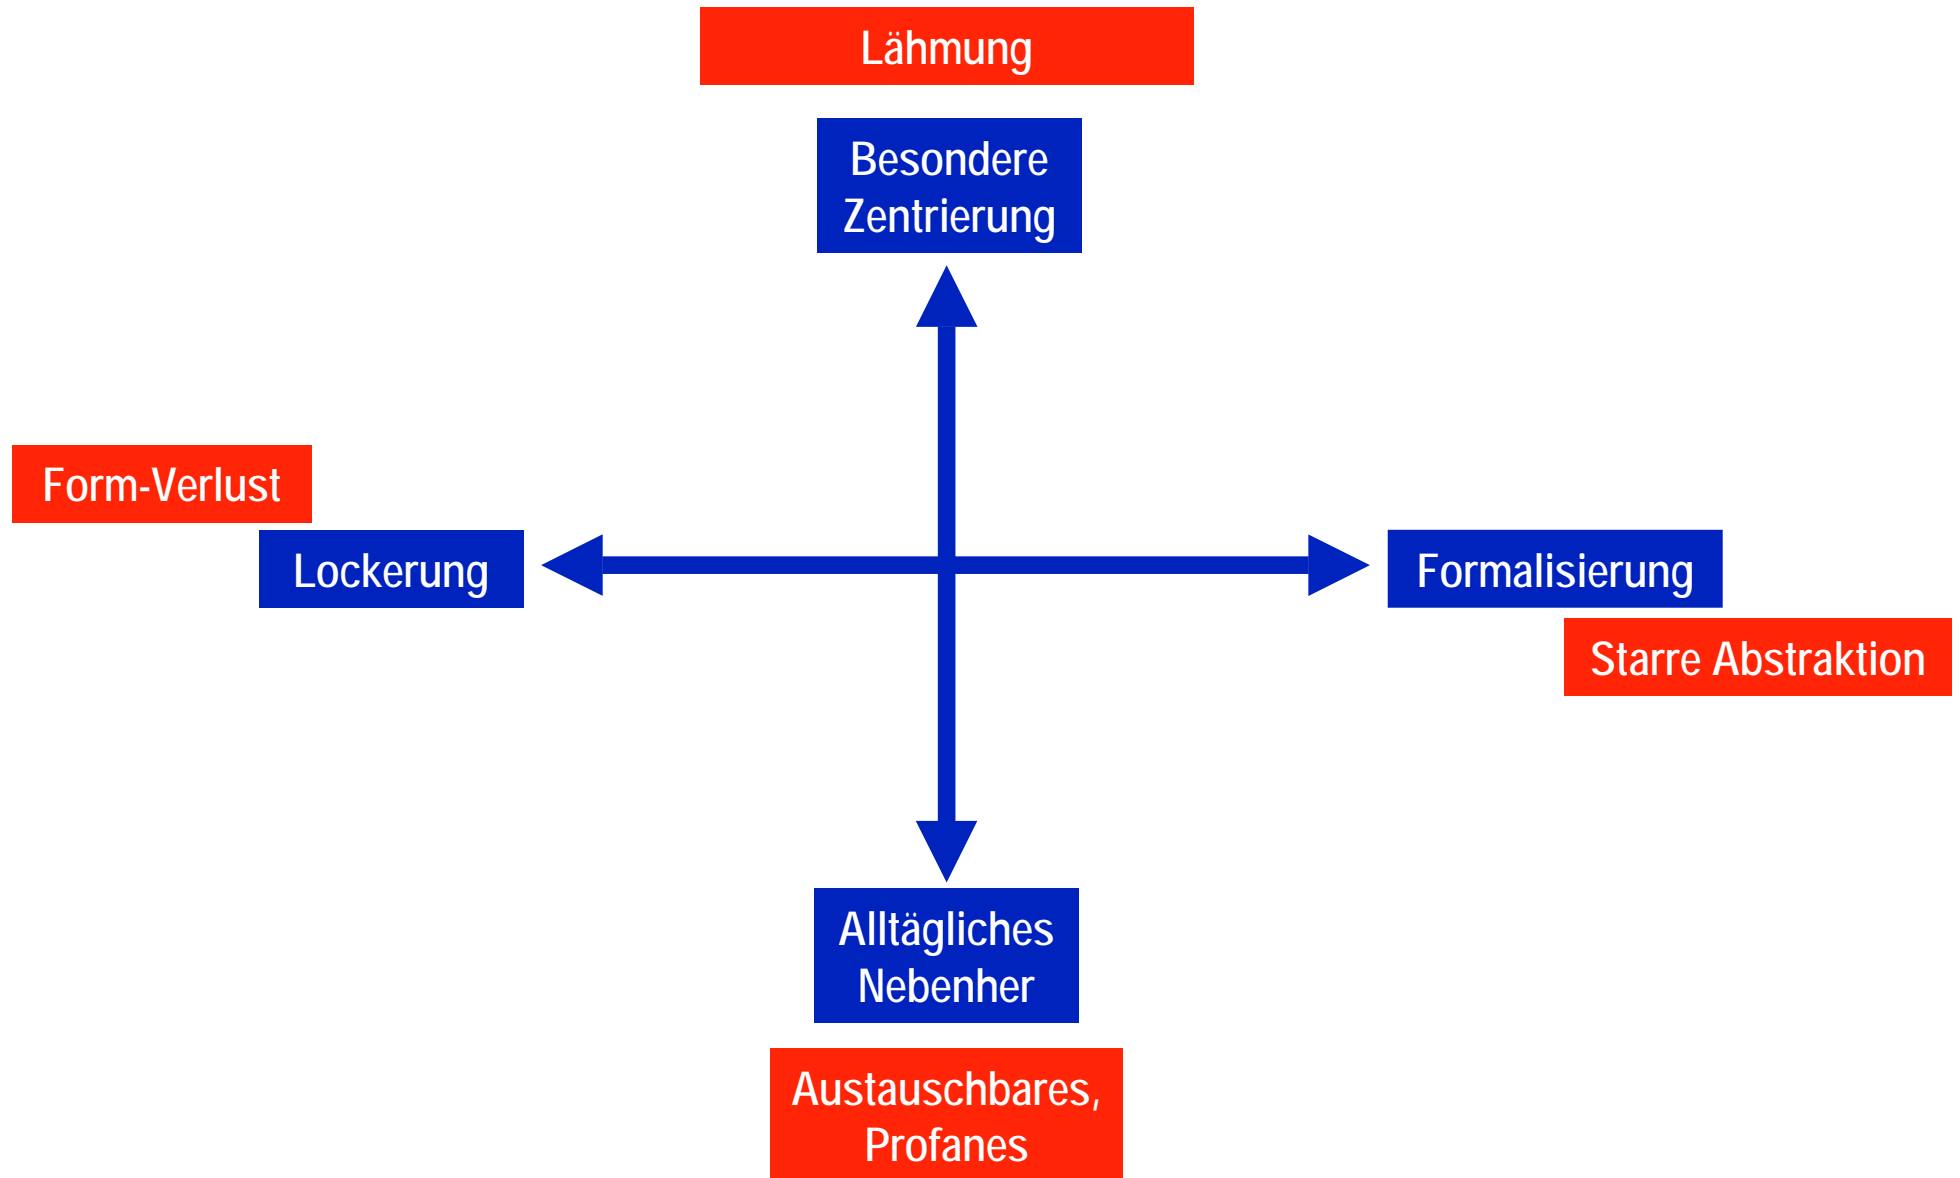 Lähmung
Besondere
Zentrierung
Form-Verlust
Lockerung
Formalisierung
Starre Abstraktion
Alltägliches
Nebenher
Austauschbares,
Profanes